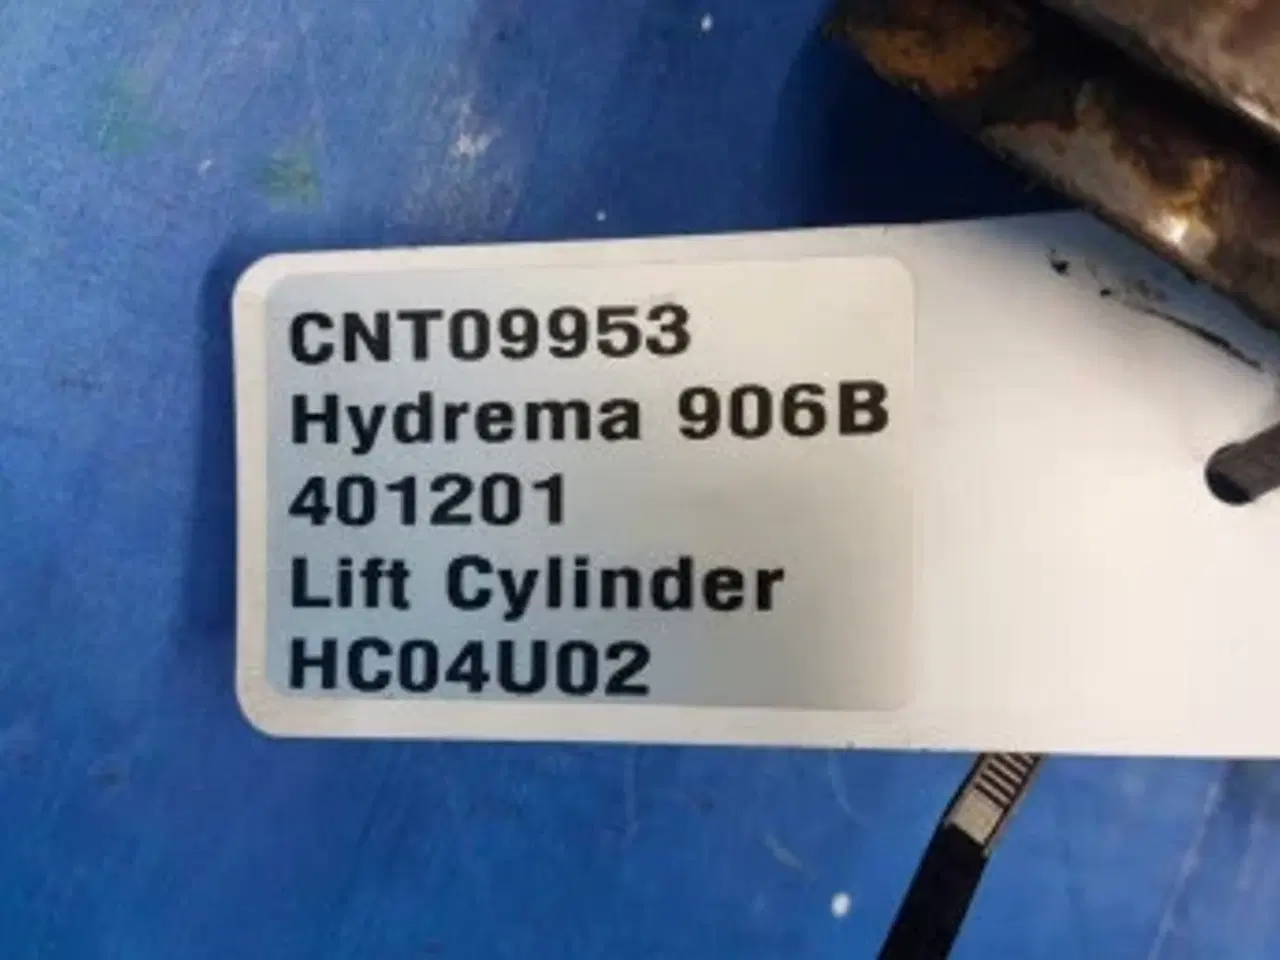 CNT09953
Hydrema 906B
401201
Lift Cylinder
HC04U02